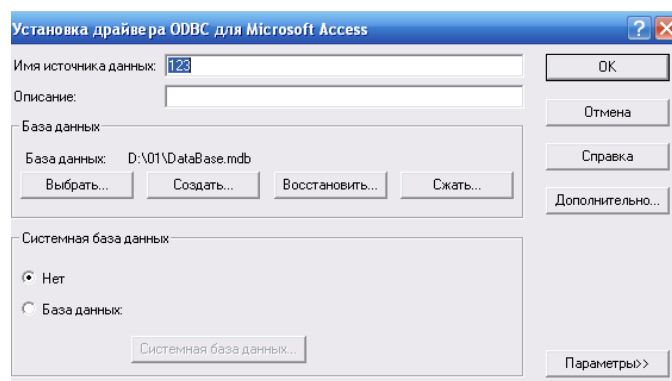 Установка драйвера ODBC для Microsoft Access
Имя источника данных: 123
OK
Описание:
Отмена
База данных
База данных: D:\01\DataBase.mdb
Справка
Выбрать... Создать... Восстановить... Сжать...
Дополнительно...
Системная база данных
Нет
База данных:
Системная база данных...
Параметры>>